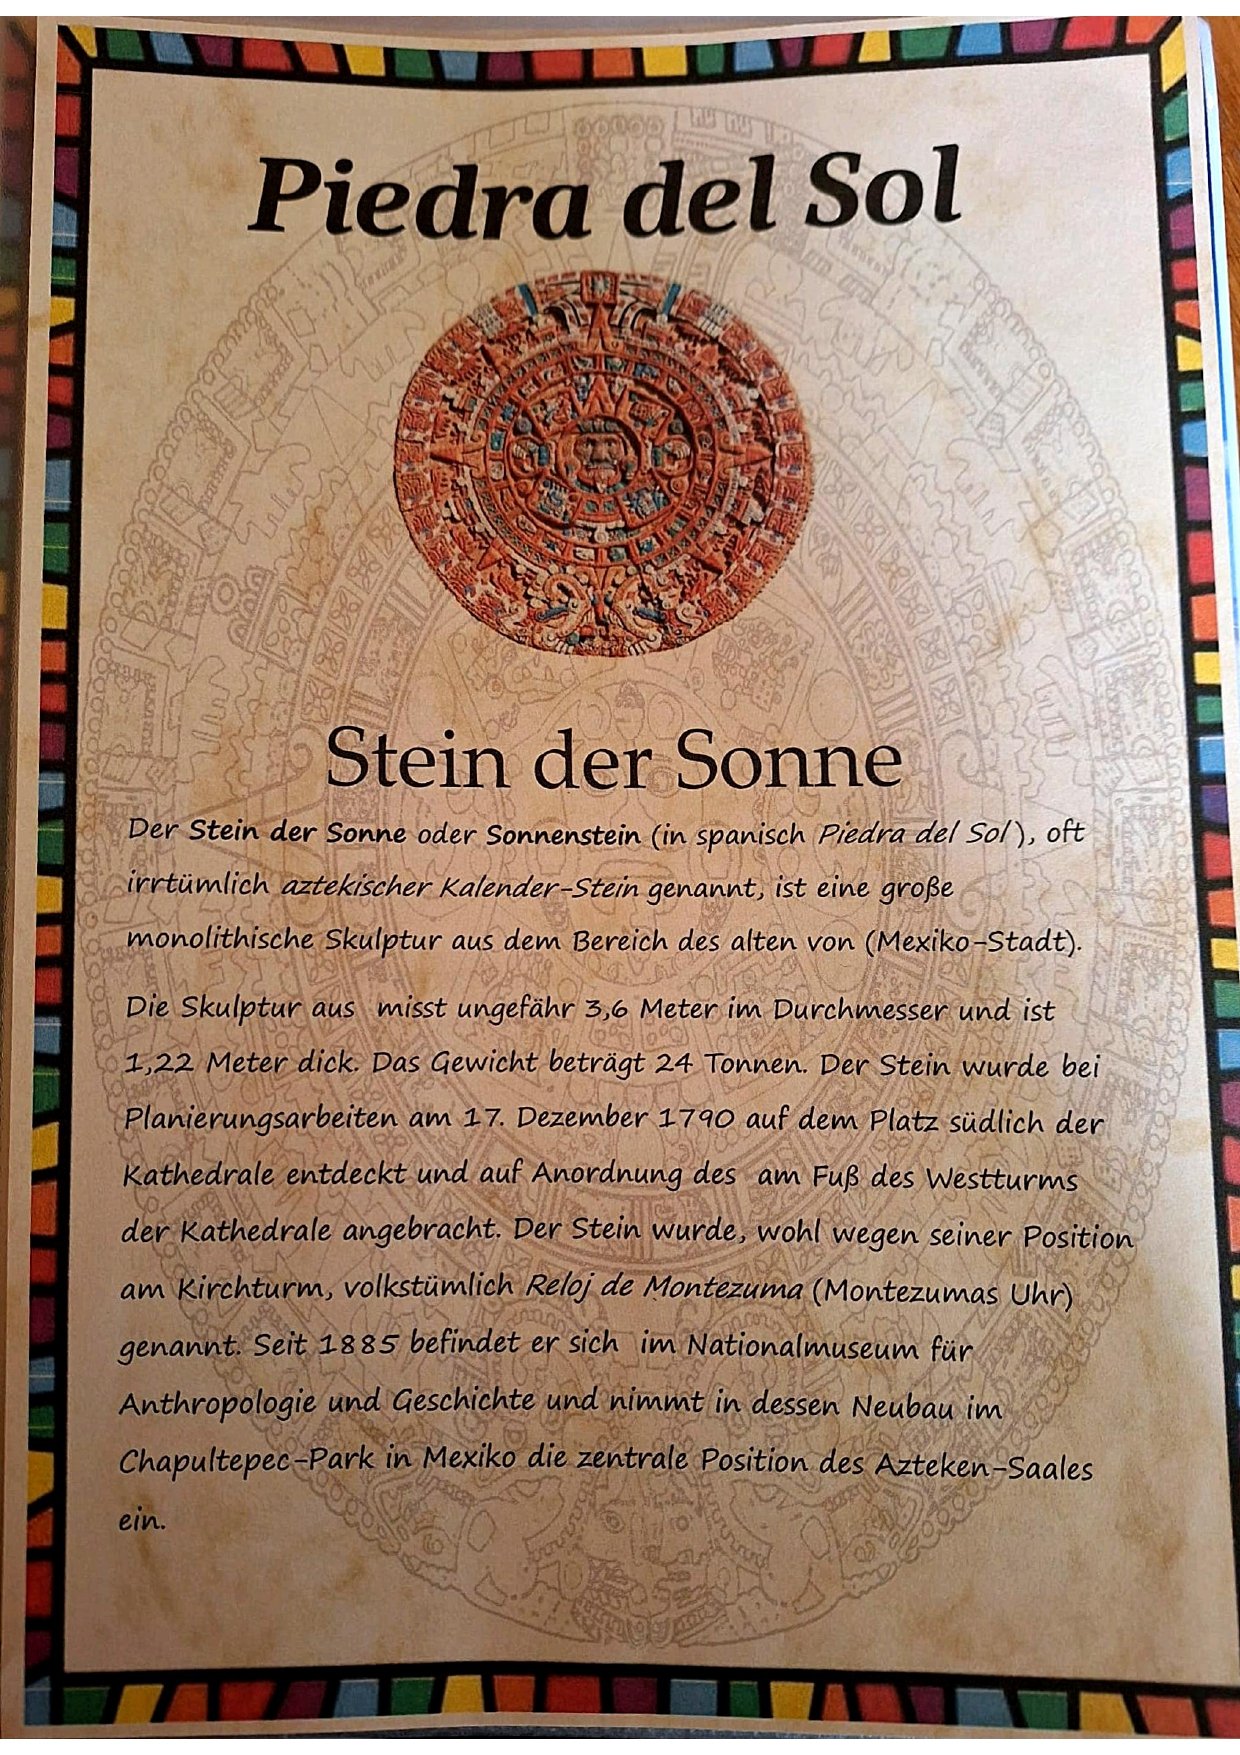 Piedra del Sol
Stein der Sonne
Der Stein der Sonne oder Sonnenstein (in spanisch Piedra del Sol), oft
irrtümlich aztekischer Kalender-Stein genannt, ist eine große
monolithische Skulptur aus dem Bereich des alten von (Mexiko-Stadt).
Die Skulptur aus misst ungefähr 3,6 Meter im Durchmesser und ist
1,22 Meter dick. Das Gewicht beträgt 24 Tonnen. Der Stein wurde bei
Planierungsarbeiten am 17. Dezember 1790 auf dem Platz südlich der
Kathedrale entdeckt und auf Anordnung des am Fuß des Westturms
der Kathedrale angebracht. Der Stein wurde, wohl wegen seiner Position
am Kirchturm, volkstümlich Reloj de Montezuma (Montezumas Uhr)
genannt. Seit 1885 befindet er sich im Nationalmuseum für
Anthropologie und Geschichte und nimmt in dessen Neubau im
Chapultepec-Park in Mexiko die zentrale Position des Azteken-Saales
ein.